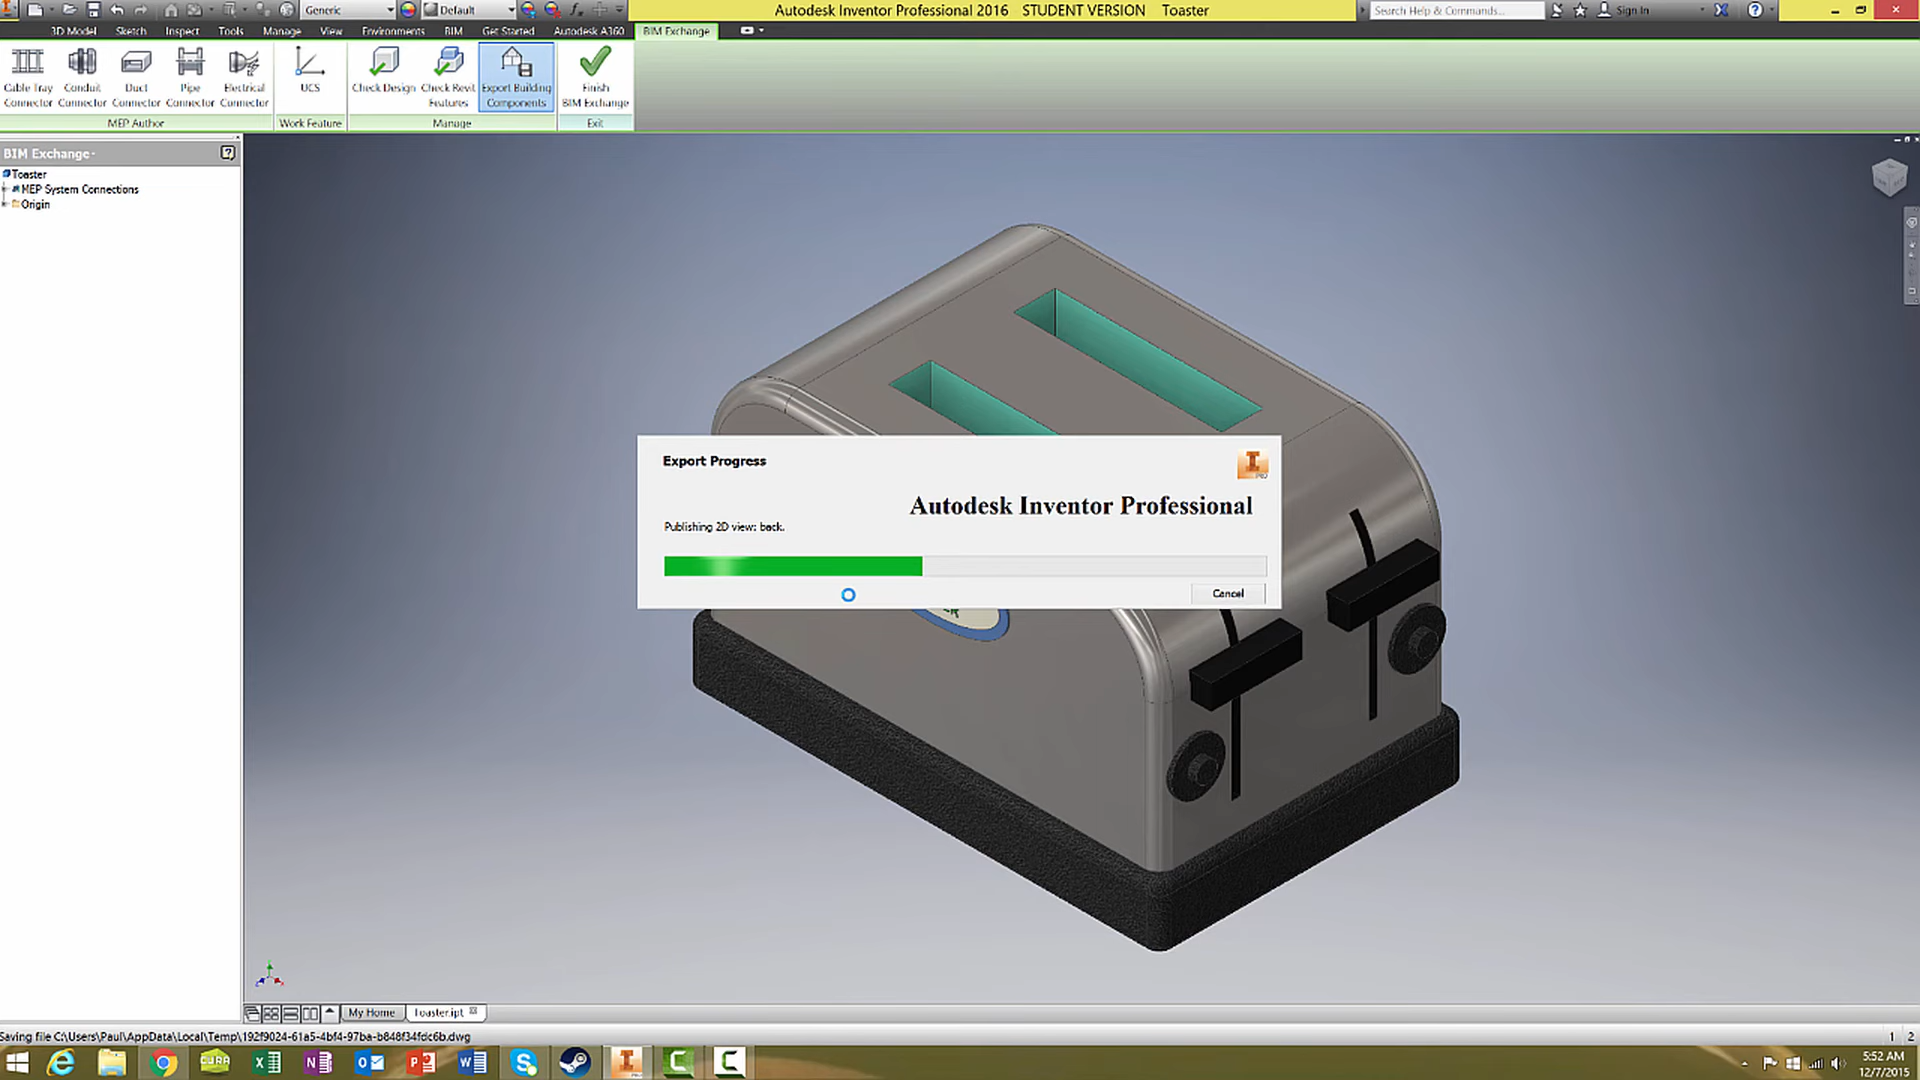 Generic
Default
Autodesk Inventor Professional 2016 STUDENT VERSION Toaster
Search Help & Commands...
Sign In
3D Model Sketch Inspect Tools Manage View Environments BIM Get Started Autodesk A360 BIM Exchange
Cable Tray Connector
Conduit Connector
Duct Connector
Pipe Connector
Electrical Connector
UCS
Check Design
Check Revit Features
Export Building Components
Finish BIM Exchange
MEP Author
Work Feature
Manage
Exit
BIM Exchange
Toaster
MEP System Connections
Origin
Export Progress
Autodesk Inventor Professional
Publishing 2D view: back.
Cancel
My Home
Toaster.ipt
Saving file C:\Users\Paul\AppData\Local\Temp\192f9024-61a5-4bf4-97ba-b848f34fdc6b.dwg
1 2
5:52 AM
12/7/2015